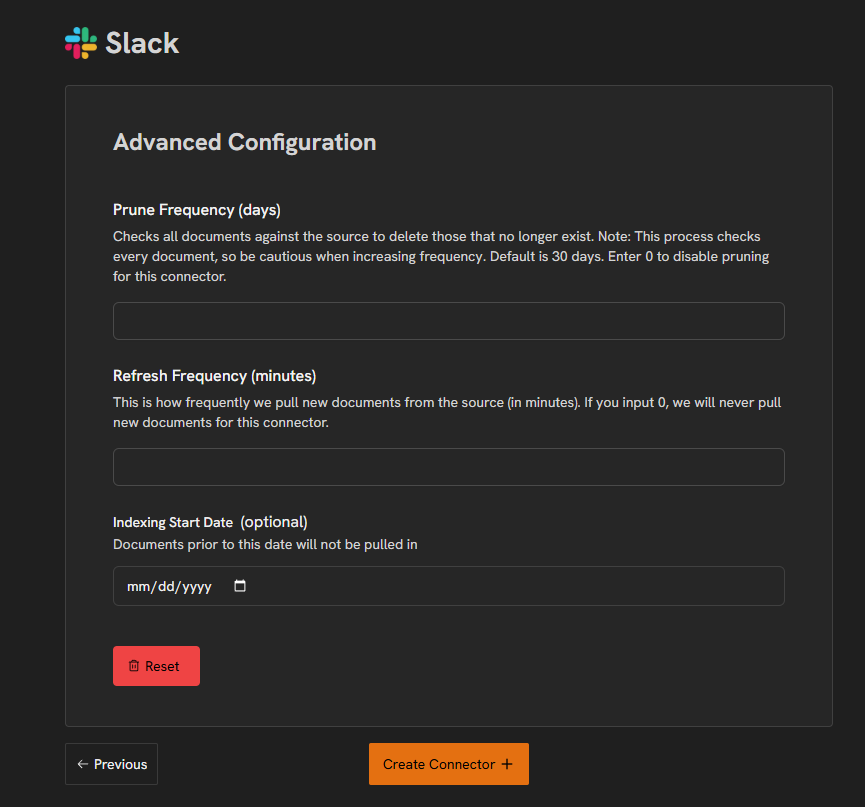 Slack
Advanced Configuration
Prune Frequency (days)
Checks all documents against the source to delete those that no longer exist. Note: This process checks
every document, so be cautious when increasing frequency. Default is 30 days. Enter 0 to disable pruning
for this connector.
Refresh Frequency (minutes)
This is how frequently we pull new documents from the source (in minutes). If you input 0, we will never pull
new documents for this connector.
Indexing Start Date (optional)
Documents prior to this date will not be pulled in
mm/dd/yyyy
Reset
← Previous
Create Connector +